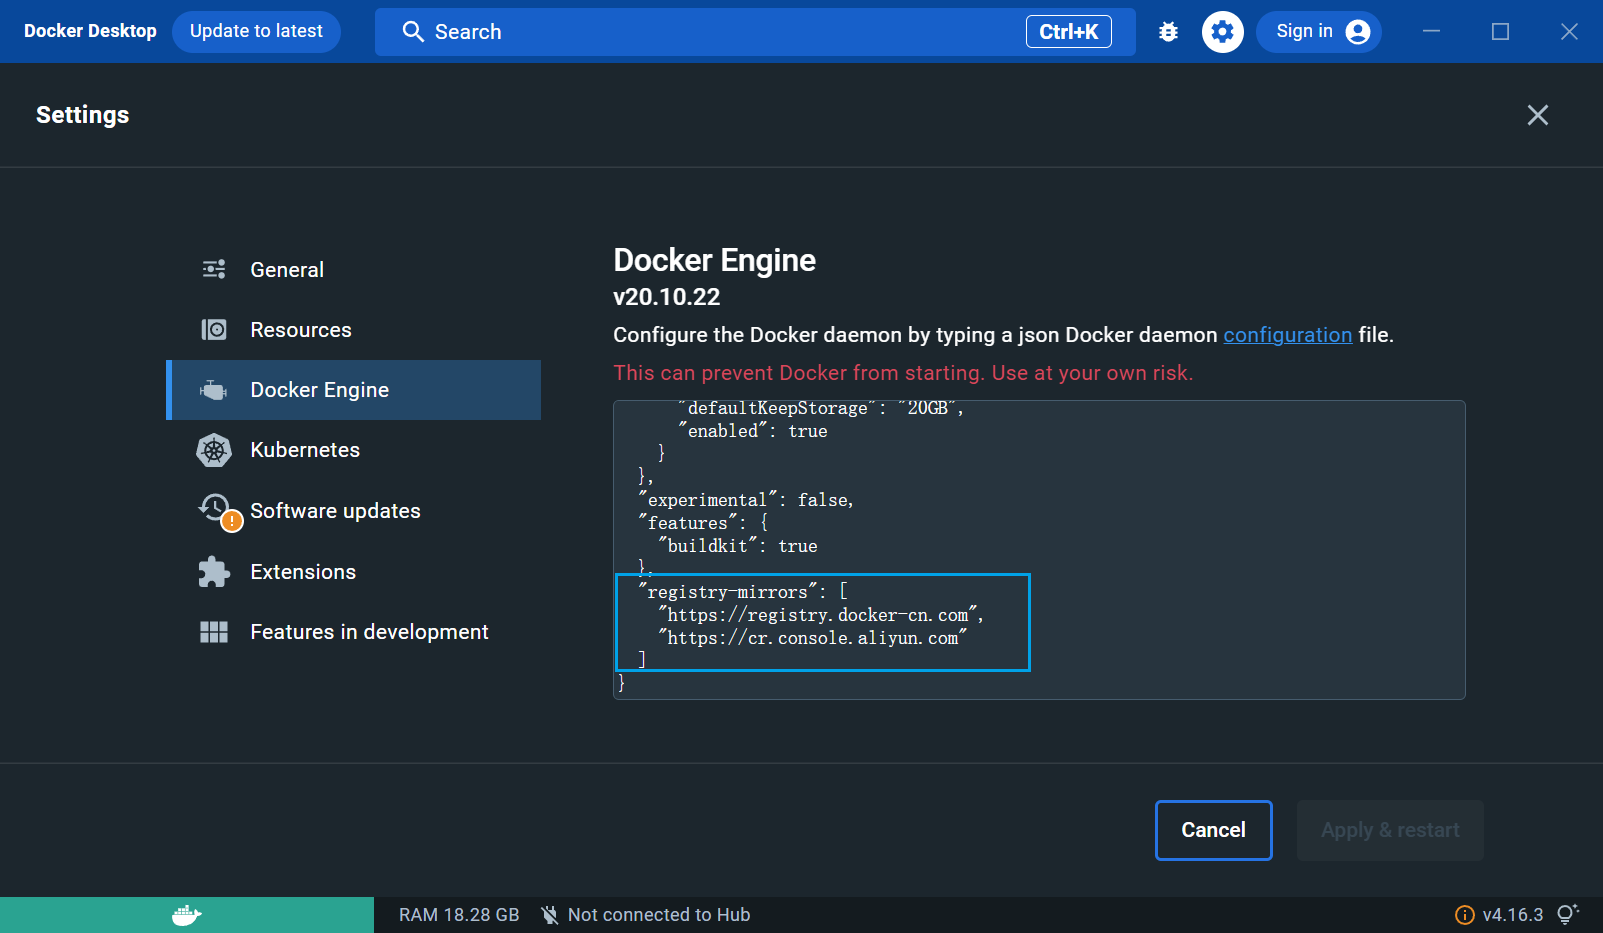 Docker Desktop
Update to latest
Search
Ctrl+K
Sign in
Settings
General
Resources
Docker Engine
Kubernetes
Software updates
Extensions
Features in development
Docker Engine
v20.10.22
Configure the Docker daemon by typing a json Docker daemon configuration file.
This can prevent Docker from starting. Use at your own risk.
"defaultKeepStorage": "20GB",
"enabled": true
}
},
"experimental": false,
"features": {
"buildkit": true
},
"registry-mirrors": [
"https://registry.docker-cn.com",
"https://cr.console.aliyun.com"
]
}
Cancel
Apply & restart
RAM 18.28 GB
Not connected to Hub
v4.16.3